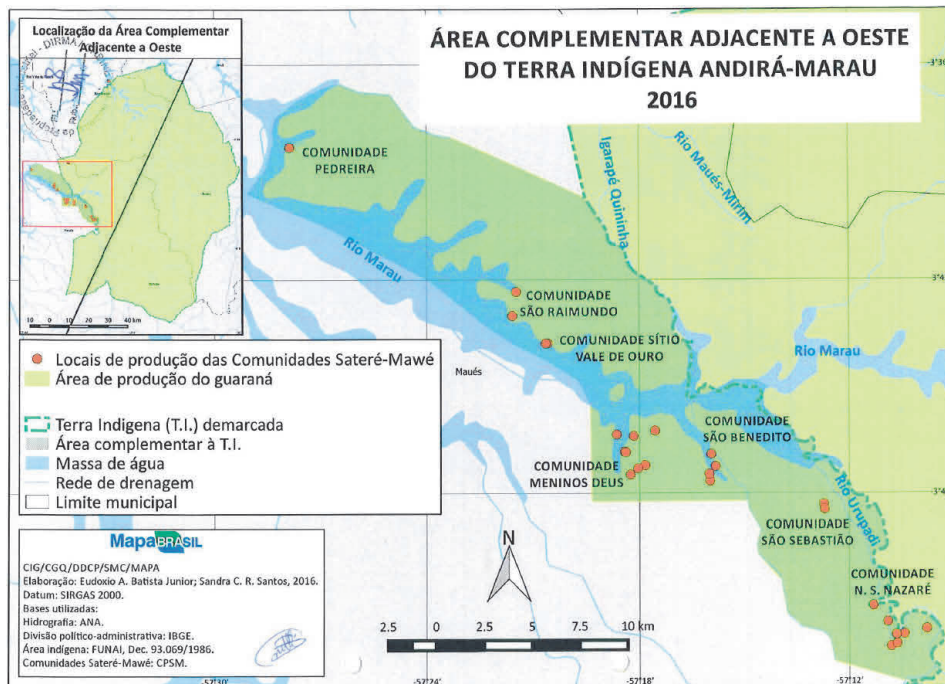 Localização da Área Complementar
Adjacente a Oeste
10 0 10 20 30 40 km
ÁREA COMPLEMENTAR ADJACENTE A OESTE
DO TERRA INDÍGENA ANDIRÁ-MARAU
2016
COMUNIDADE
PEDREIRA
Igarapé Quininha
Rio Maués-Mirim
3°30
Rio Marau
COMUNIDADE
SÃO RAIMUNDO
COMUNIDADE SÍTIO
VALE DE OURO
Rio Marau
Maués
COMUNIDADE
SÃO BENEDITO
COMUNIDADE
MENINOS DEUS
Rio Urupadi
COMUNIDADE
SÃO SEBASTIÃO
COMUNIDADE
N. S. NAZARÉ
Locais de produção das Comunidades Sateré-Mawé
Área de produção do guaraná
Terra Indígena (T.I.) demarcada
Área complementar à T.I.
Massa de água
Rede de drenagem
Limite municipal
MapaBRASIL
CIG/CGQ/DDCP/SMC/MAPA
Elaboração: Eudoxio A. Batista Junior; Sandra C. R. Santos, 2016.
Datum: SIRGAS 2000.
Bases utilizadas:
Hidrografia: ANA.
Divisão político-administrativa: IBGE.
Área indígena: FUNAI, Dec. 93.069/1986.
Comunidades Sateré-Mawé: CPSM.
N
2.5 0 2.5 5 7.5 10 km
-57°30 -57°24 -57°18 -57°12